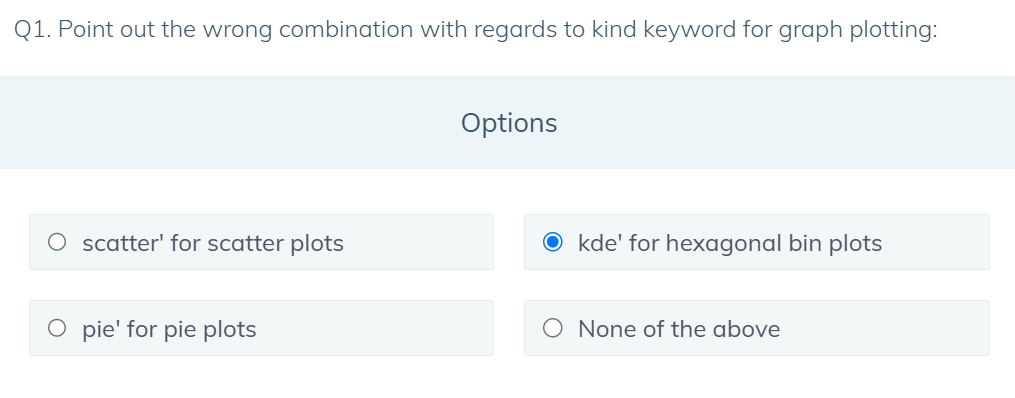 Q1. Point out the wrong combination with regards to kind keyword for graph plotting:
Options
scatter' for scatter plots
kde' for hexagonal bin plots
pie' for pie plots
None of the above